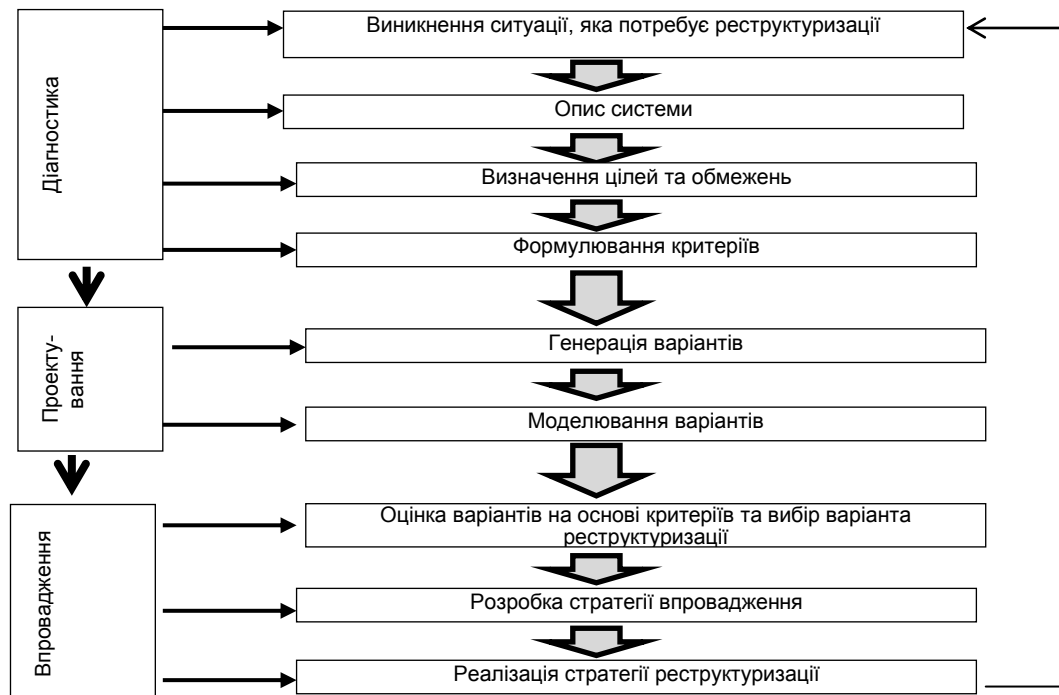 Діагностика
Виникнення ситуації, яка потребує реструктуризації
Опис системи
Визначення цілей та обмежень
Формулювання критеріїв
Проекту-
вання
Генерація варіантів
Моделювання варіантів
Впровадження
Оцінка варіантів на основі критеріїв та вибір варіанта
реструктуризації
Розробка стратегії впровадження
Реалізація стратегії реструктуризації